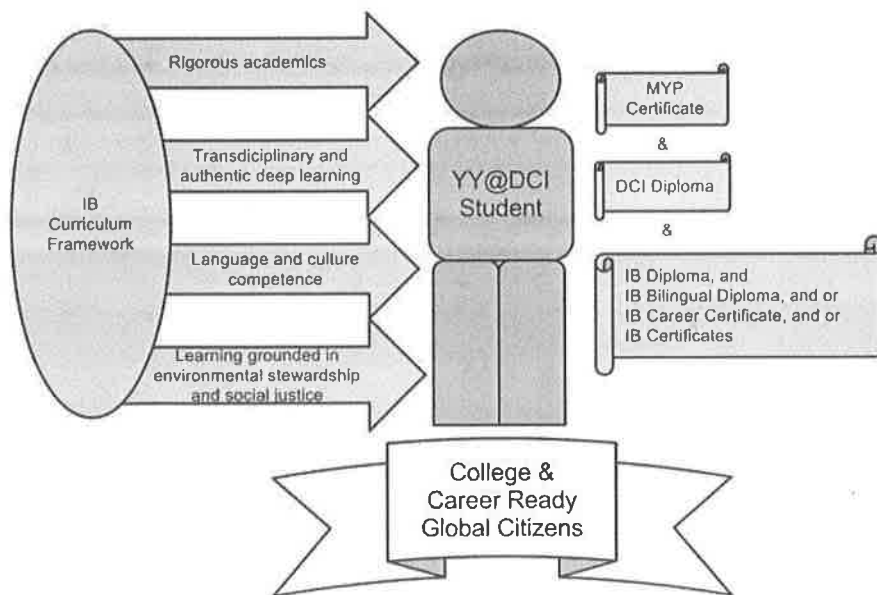 IB
Curriculum
Framework
Rigorous academics
Transdiciplinary and
authentic deep learning
Language and culture
competence
Learning grounded in
environmental stewardship
and social justice
YY@DCI
Student
MYP
Certificate
&
DCI Diploma
&
IB Diploma, and
IB Bilingual Diploma, and or
IB Career Certificate, and or
IB Certificates
College &
Career Ready
Global Citizens